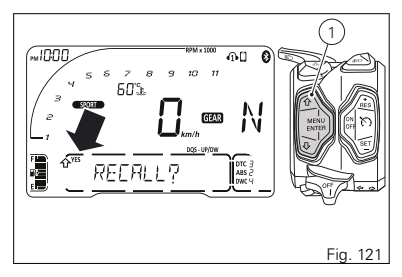 1
PM 10:00
RPM x 1000
1 2 3 4 5 6 7 8 9 10 11
60°C
SPORT
0 km/h
GEAR N
DQS - UP/DW
F
E
YES
RECALL?
DTC 3
ABS 2
DWC 4
MENU
ENTER
RES
ON
OFF
SET
OFF
Fig. 121